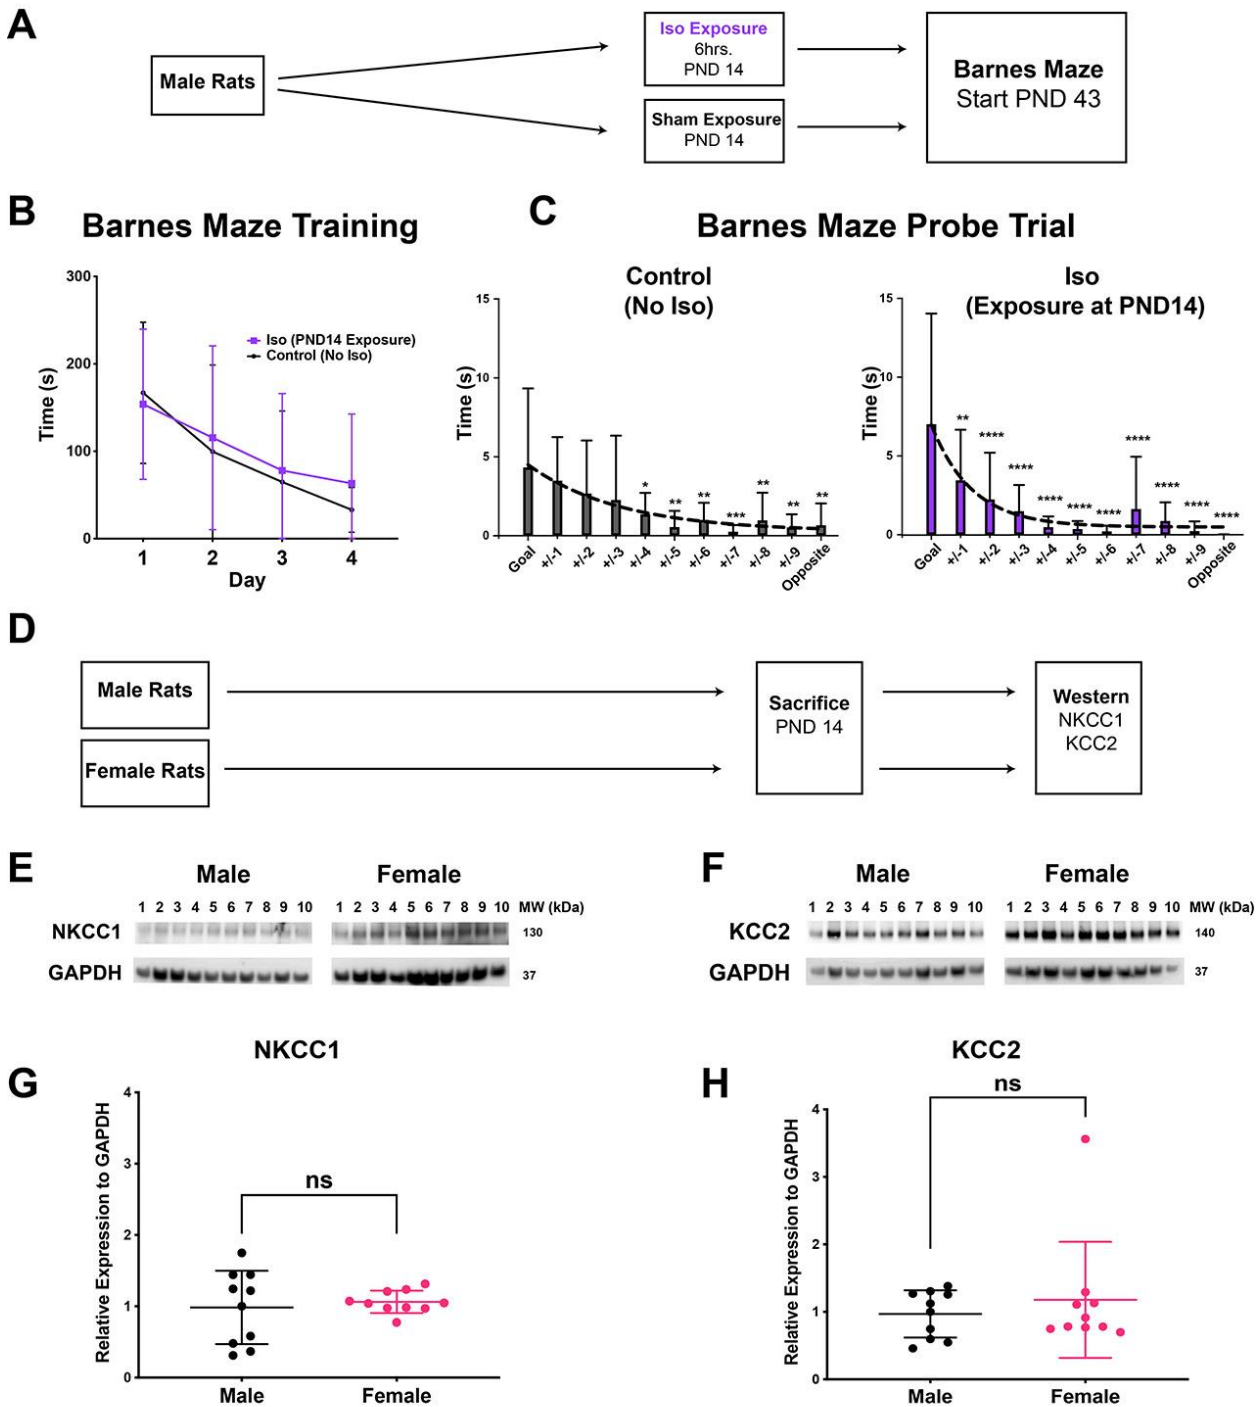 A
Male Rats
Iso Exposure
6hrs.
PND 14
Sham Exposure
PND 14
Barnes Maze
Start PND 43
B
Barnes Maze Training
300
200
100
0
Time (s)
Iso (PND14 Exposure)
Control (No Iso)
1 2 3 4
Day
C
Barnes Maze Probe Trial
Control
(No Iso)
15
10
5
0
Time (s)
* ** ** *** ** ** **
Goal +/-1 +/-2 +/-3 +/-4 +/-5 +/-6 +/-7 +/-8 +/-9 Opposite
Iso
(Exposure at PND14)
15
10
5
0
Time (s)
** **** **** **** **** **** **** **** **** ****
Goal +/-1 +/-2 +/-3 +/-4 +/-5 +/-6 +/-7 +/-8 +/-9 Opposite
D
Male Rats
Female Rats
Sacrifice
PND 14
Western
NKCC1
KCC2
E
Male Female
1 2 3 4 5 6 7 8 9 10 1 2 3 4 5 6 7 8 9 10 MW (kDa)
NKCC1 130
GAPDH 37
F
Male Female
1 2 3 4 5 6 7 8 9 10 1 2 3 4 5 6 7 8 9 10 MW (kDa)
KCC2 140
GAPDH 37
G
NKCC1
4
3
2
1
0
Relative Expression to GAPDH
ns
Male Female
H
KCC2
4
3
2
1
0
Relative Expression to GAPDH
ns
Male Female